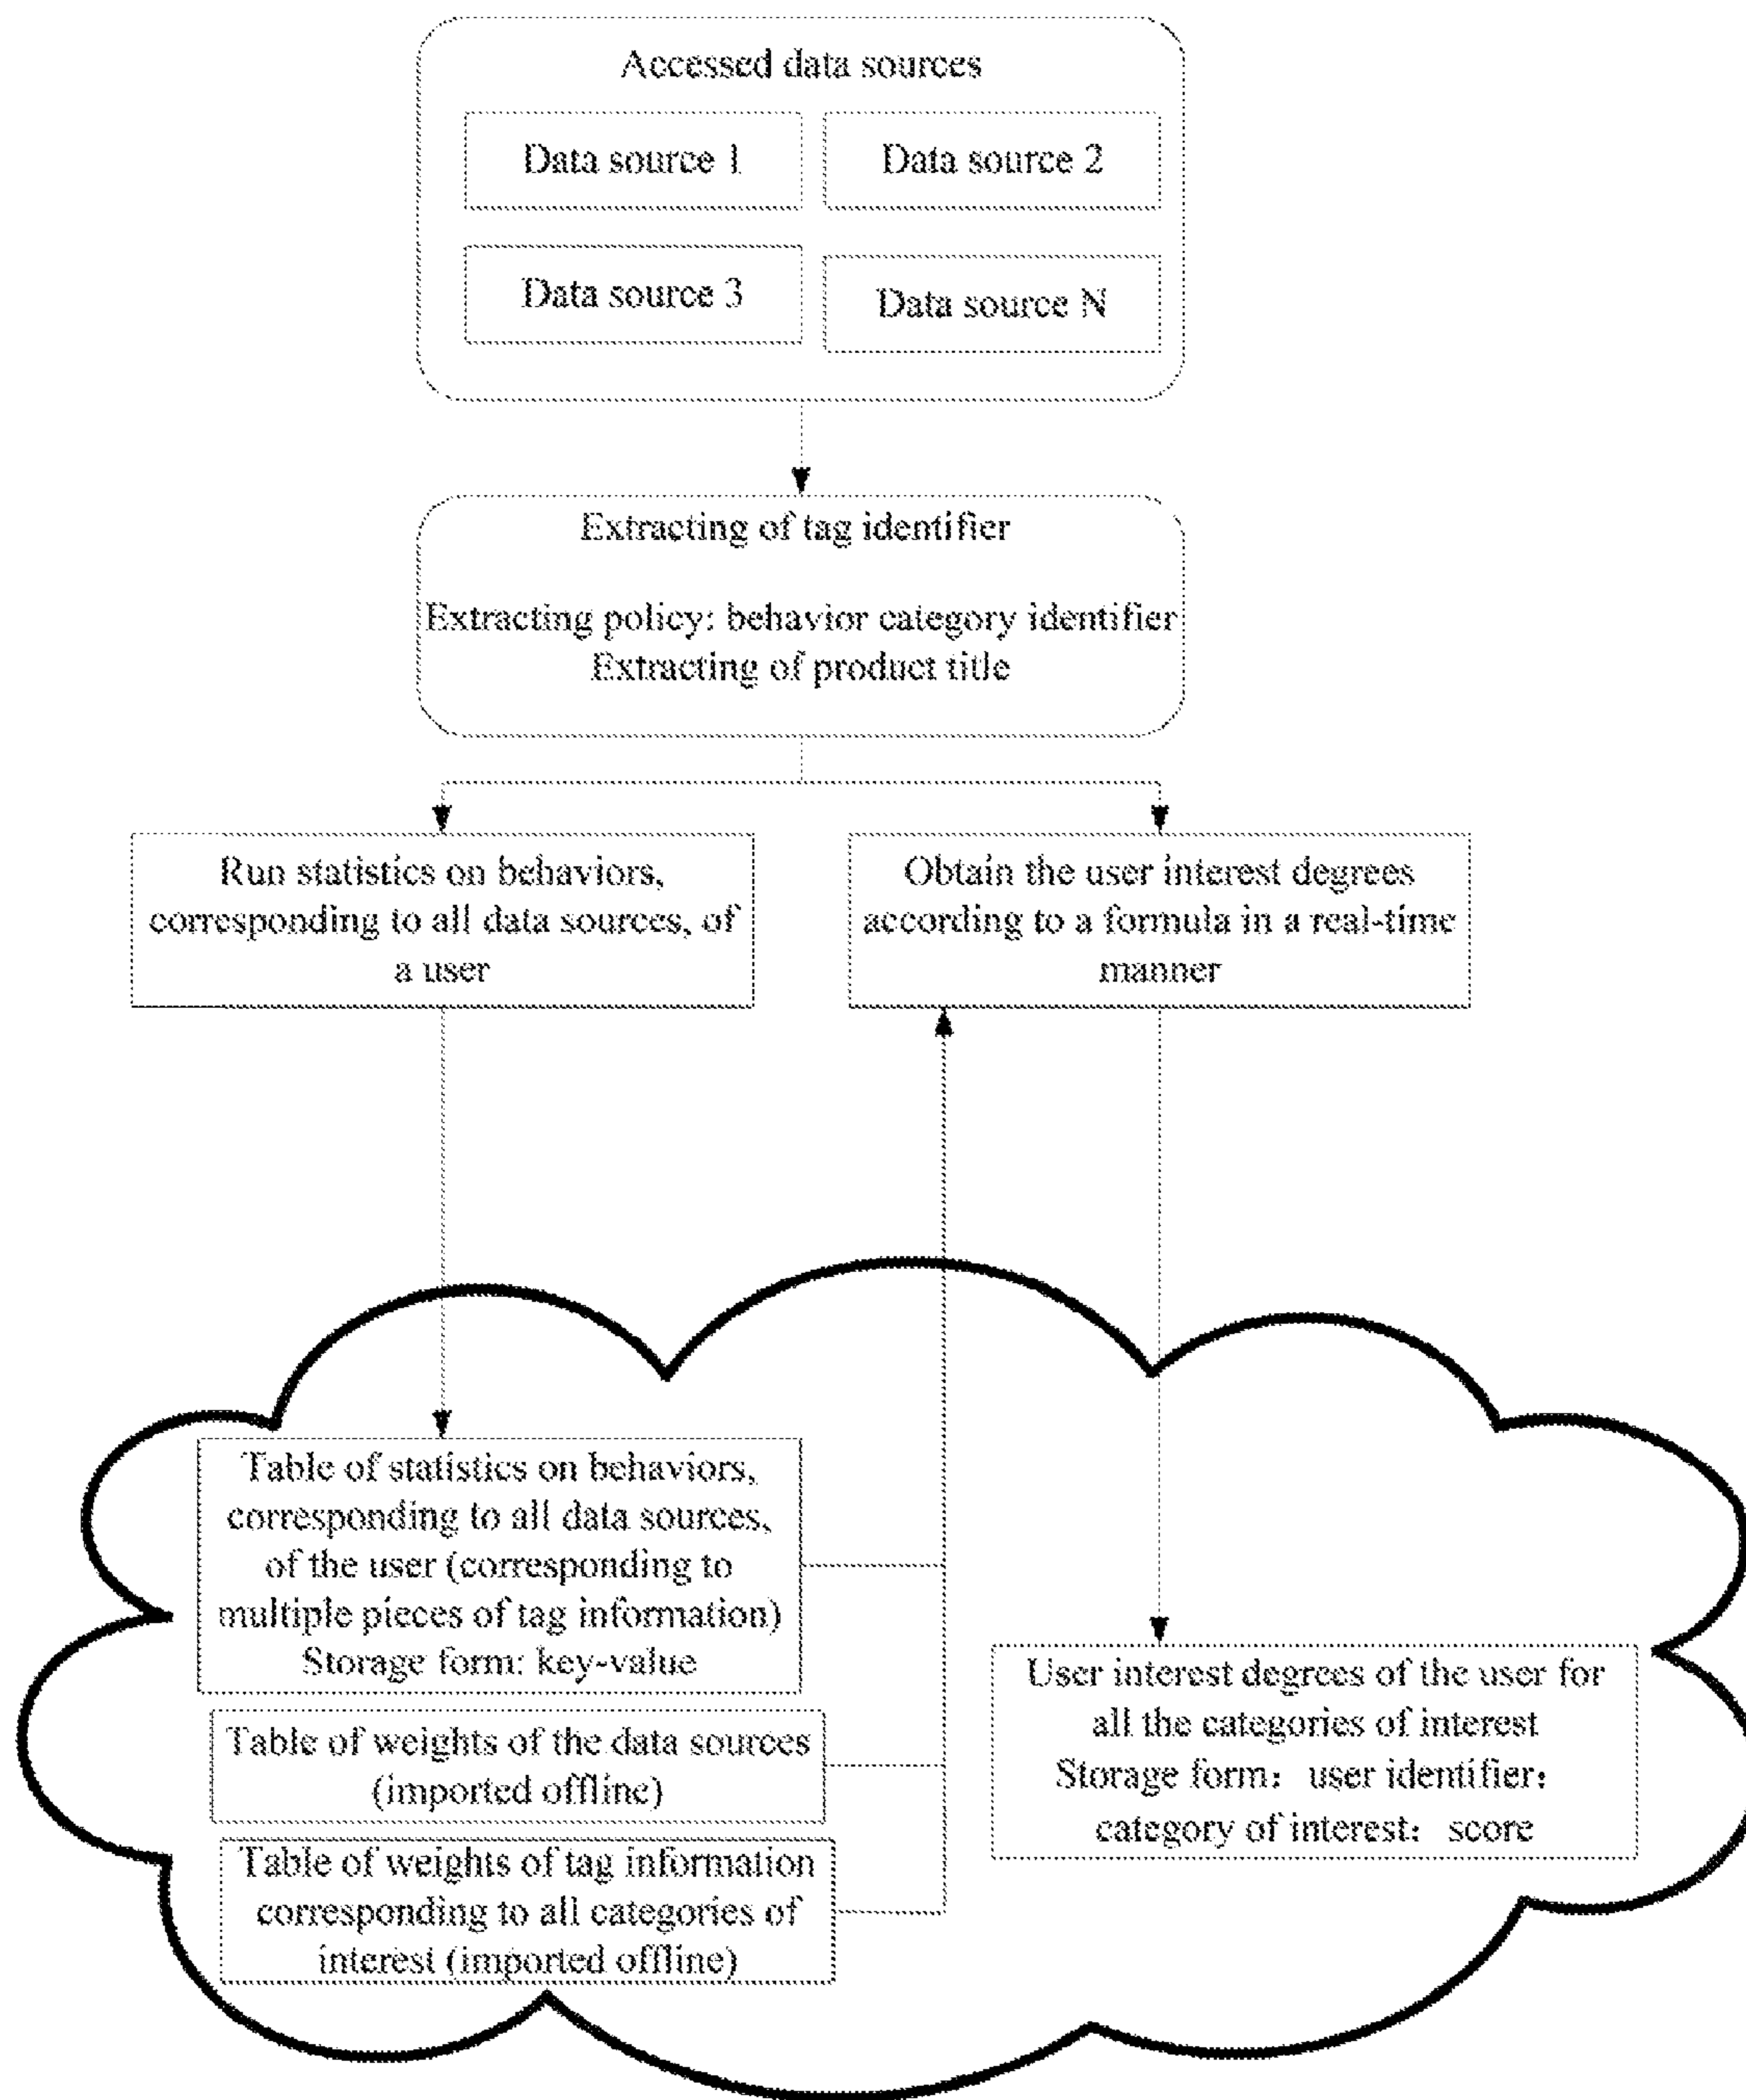 Accessed data sources
Data source 1
Data source 2
Data source 3
Data source N
Extracting of tag identifier
Extracting policy: behavior category identifier
Extracting of product title
Run statistics on behaviors,
corresponding to all data sources, of
a user
Obtain the user interest degrees
according to a formula in a real-time
manner
Table of statistics on behaviors,
corresponding to all data sources,
of the user (corresponding to
multiple pieces of tag information)
Storage form: key-value
Table of weights of the data sources
(imported offline)
Table of weights of tag information
corresponding to all categories of
interest (imported offline)
User interest degrees of the user for
all the categories of interest
Storage form: user identifier:
category of interest: score